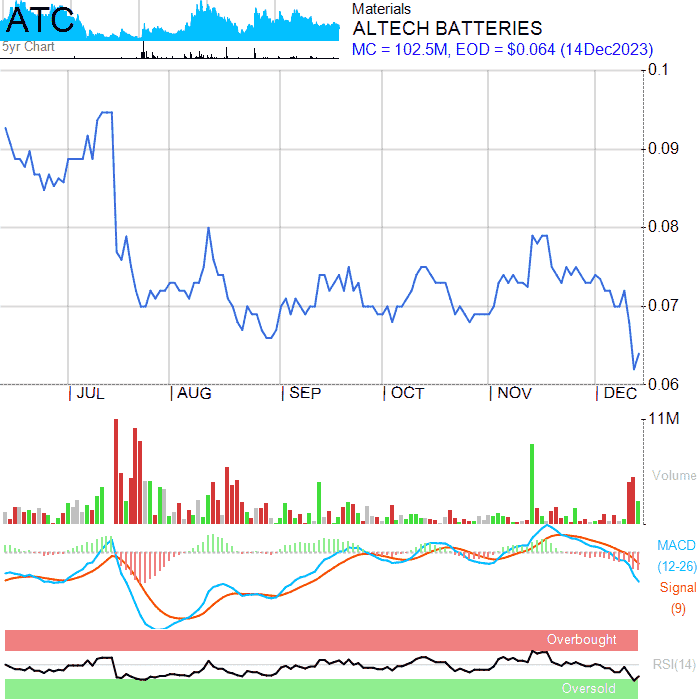 ATC
5yr Chart
Materials
ALTECH BATTERIES
MC = 102.5M, EOD = $0.064 (14Dec2023)
0.1
0.09
0.08
0.07
0.06
JUL AUG SEP OCT NOV DEC
11M
Volume
MACD
(12-26)
Signal
(9)
Overbought
RSI(14)
Oversold